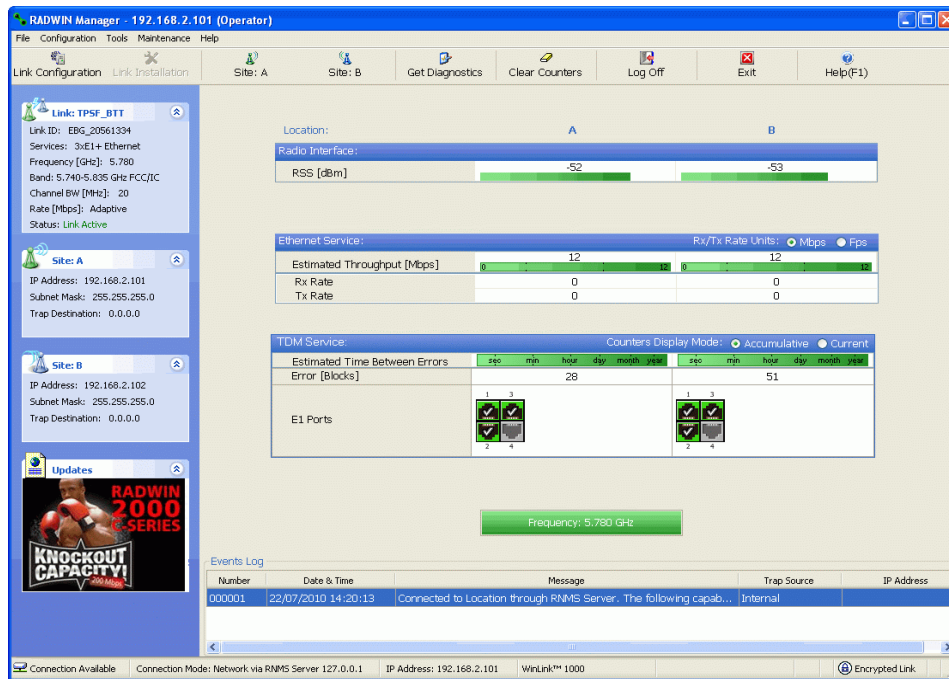 RADWIN Manager - 192.168.2.101 (Operator)
File Configuration Tools Maintenance Help
Link Configuration Link Installation Site: A Site: B Get Diagnostics Clear Counters Log Off Exit Help(F1)
Link: TPSF_BTT
Link ID: EBG_20561334
Services: 3xE1+ Ethernet
Frequency [GHz]: 5.780
Band: 5.740-5.835 GHz FCC/IC
Channel BW [MHz]: 20
Rate [Mbps]: Adaptive
Status: Link Active
Site: A
IP Address: 192.168.2.101
Subnet Mask: 255.255.255.0
Trap Destination: 0.0.0.0
Site: B
IP Address: 192.168.2.102
Subnet Mask: 255.255.255.0
Trap Destination: 0.0.0.0
Updates
RADWIN
2000
C-SERIES
KNOCKOUT
CAPACITY!
200 Mbps
Location: A B
Radio Interface:
RSS [dBm] -52 -53
Ethernet Service: Rx/Tx Rate Units: Mbps Fps
Estimated Throughput [Mbps] 12 12
0 12 0 12
Rx Rate 0 0
Tx Rate 0 0
TDM Service: Counters Display Mode: Accumulative Current
Estimated Time Between Errors sec min hour day month year sec min hour day month year
Error [Blocks] 28 51
1 3 1 3
E1 Ports
2 4 2 4
Frequency: 5.780 GHz
Events Log
Number Date & Time Message Trap Source IP Address
000001 22/07/2010 14:20:13 Connected to Location through RNMS Server. The following capab... Internal
Connection Available Connection Mode: Network via RNMS Server 127.0.0.1 IP Address: 192.168.2.101 WinLink™ 1000 Encrypted Link